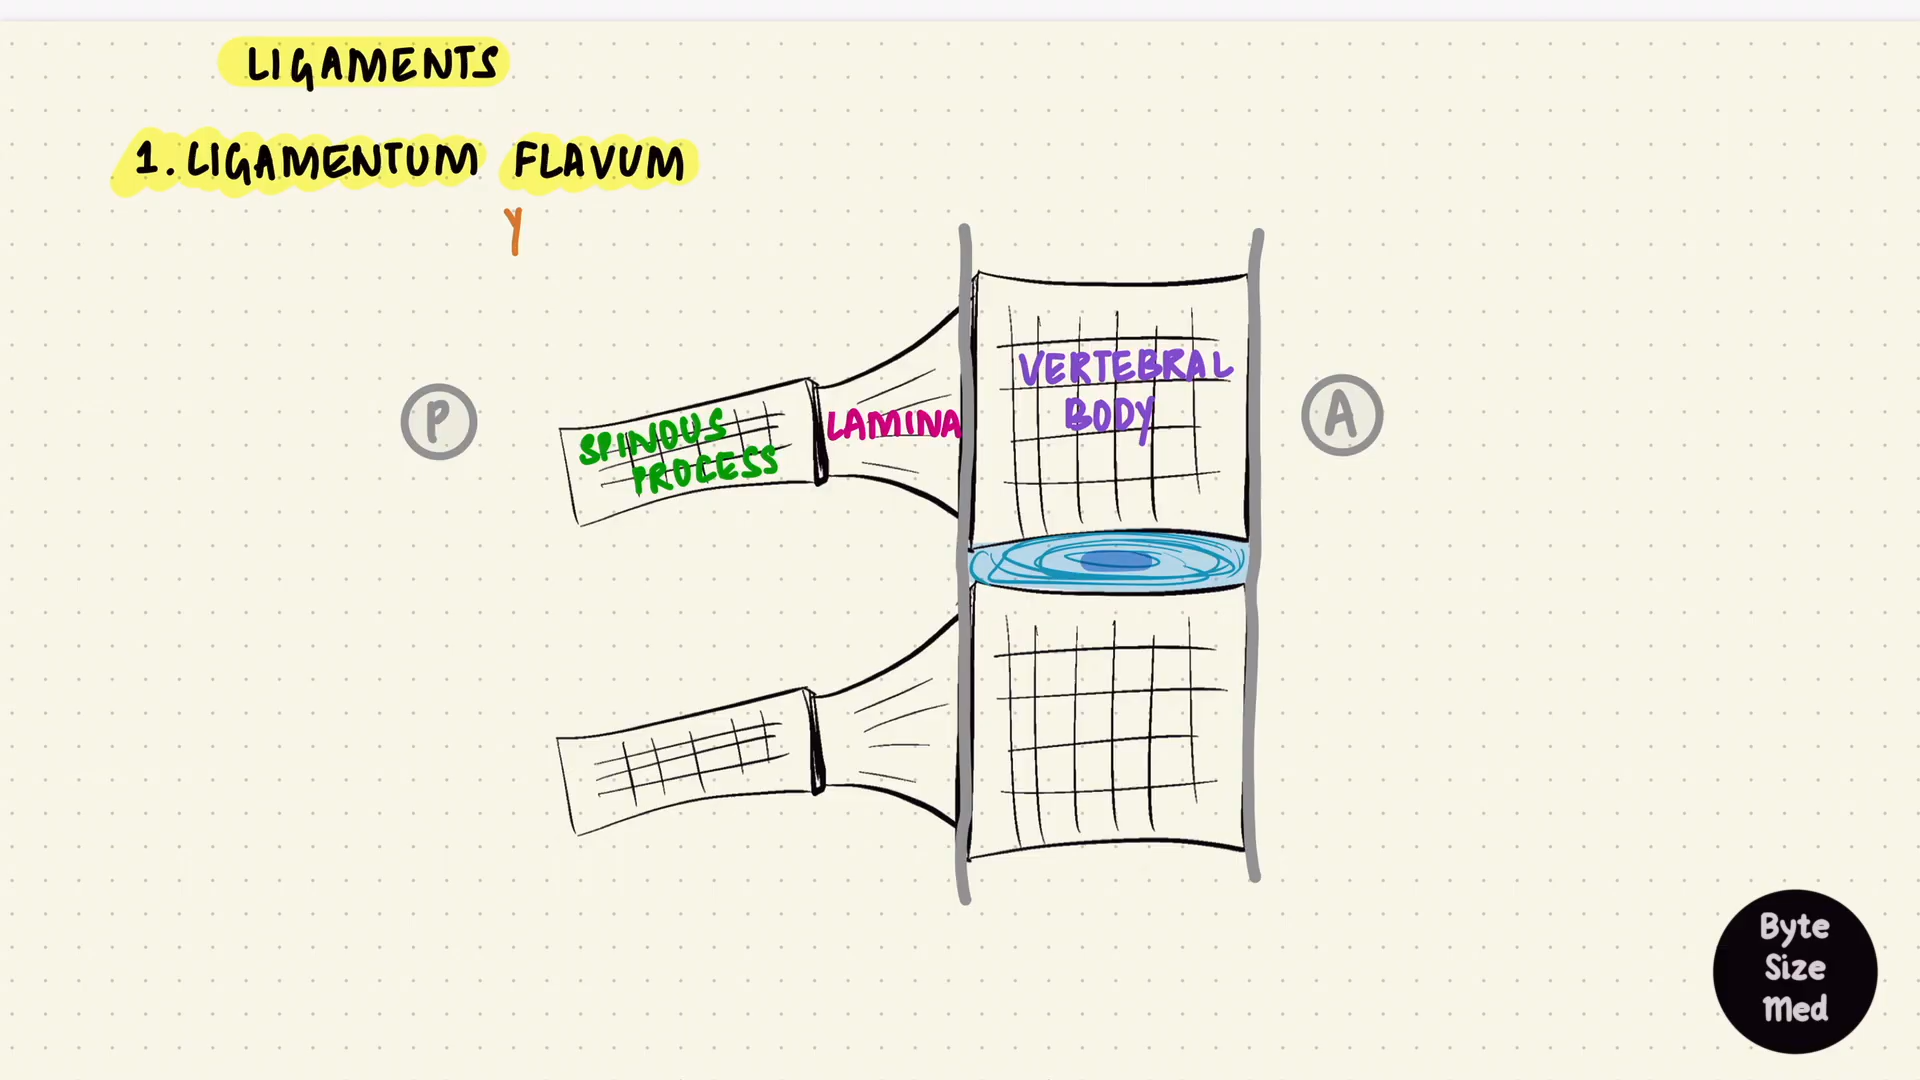 LIGAMENTS
1. LIGAMENTUM FLAVUM
Y
VERTEBRAL
BODY
P
SPINOUS
PROCESS
LAMINA
A
Byte
Size
Med